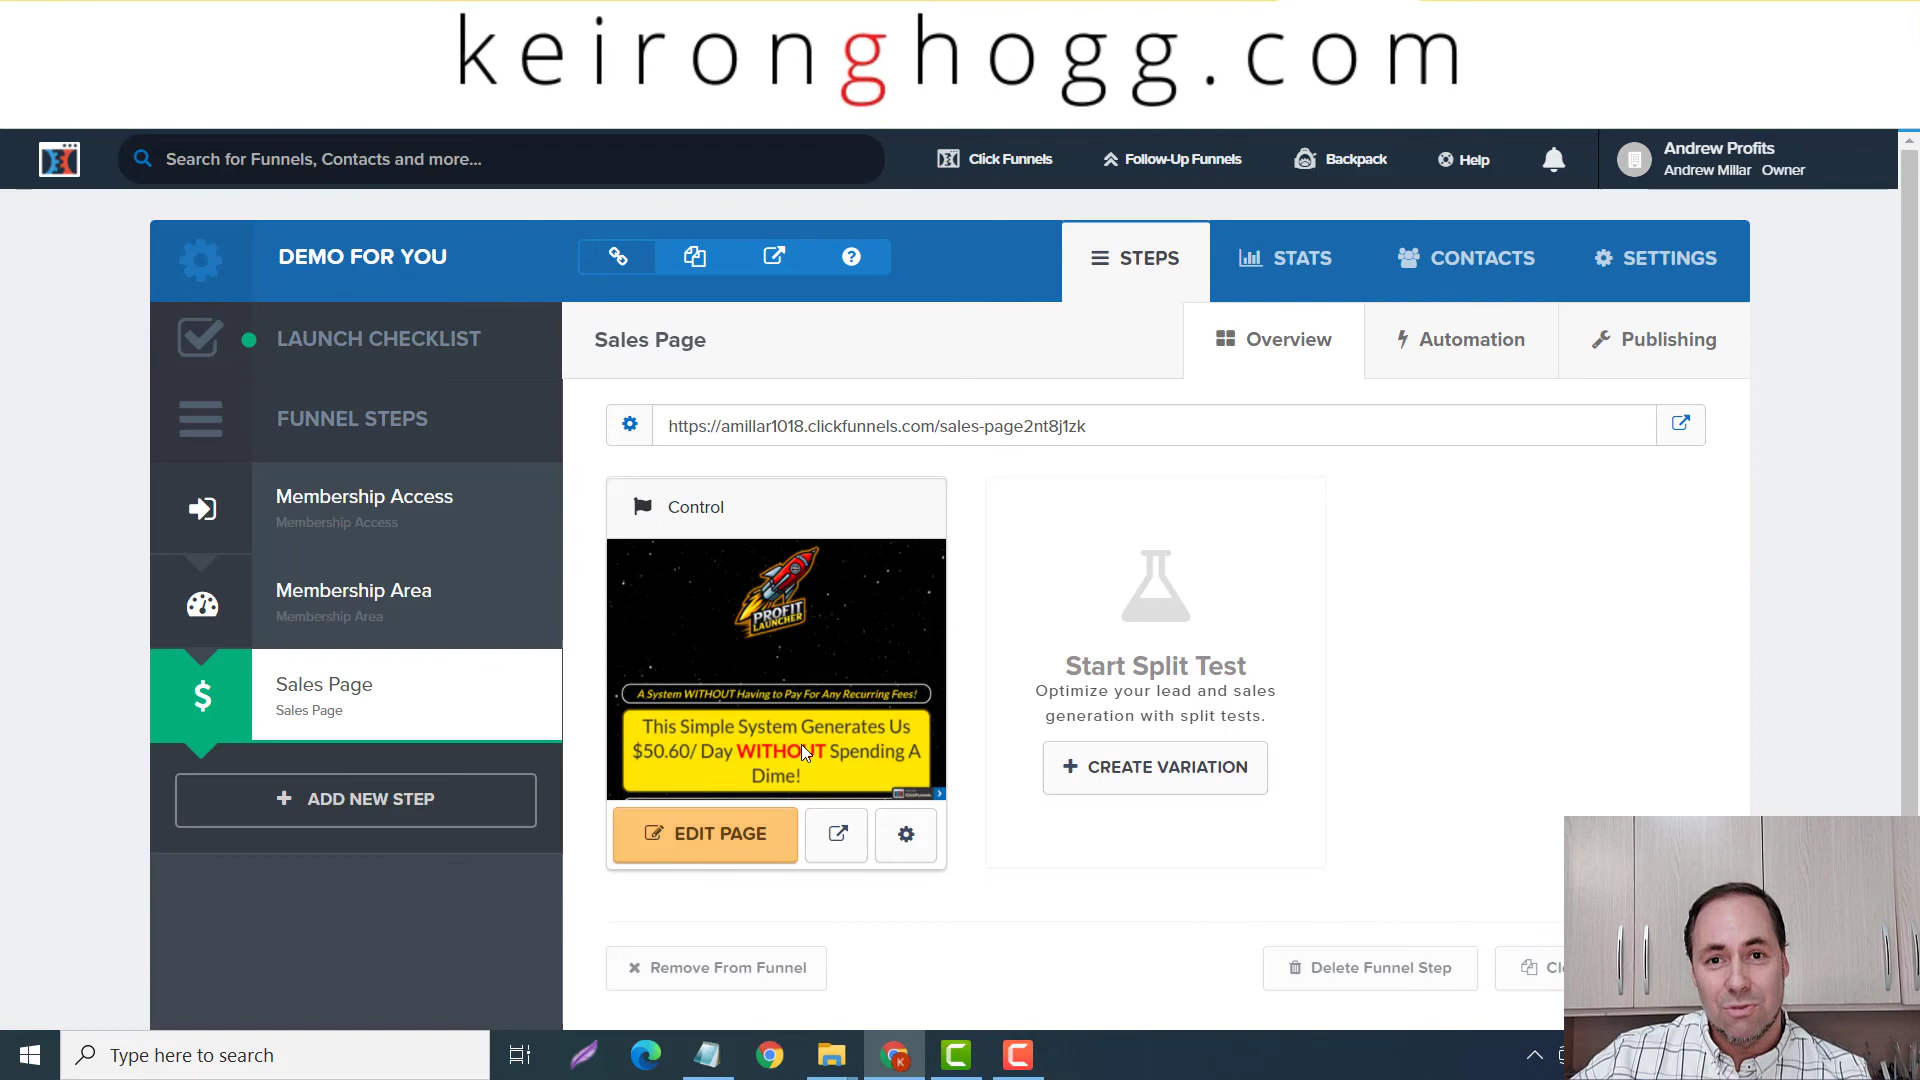 keironghogg.com
Search for Funnels, Contacts and more...
Click Funnels
Follow-Up Funnels
Backpack
Help
Andrew Profits
Andrew Millar Owner
DEMO FOR YOU
STEPS
STATS
CONTACTS
SETTINGS
LAUNCH CHECKLIST
Sales Page
Overview
Automation
Publishing
FUNNEL STEPS
https://amillar1018.clickfunnels.com/sales-page2nt8j1zk
Membership Access
Membership Access
Control
Membership Area
Membership Area
PROFIT
LAUNCHER
Sales Page
Sales Page
A System WITHOUT Having to Pay For Any Recurring Fees!
This Simple System Generates Us
$50.60/ Day WITHOUT Spending A
Dime!
Start Split Test
Optimize your lead and sales
generation with split tests.
+ CREATE VARIATION
+ ADD NEW STEP
EDIT PAGE
Remove From Funnel
Delete Funnel Step
Type here to search